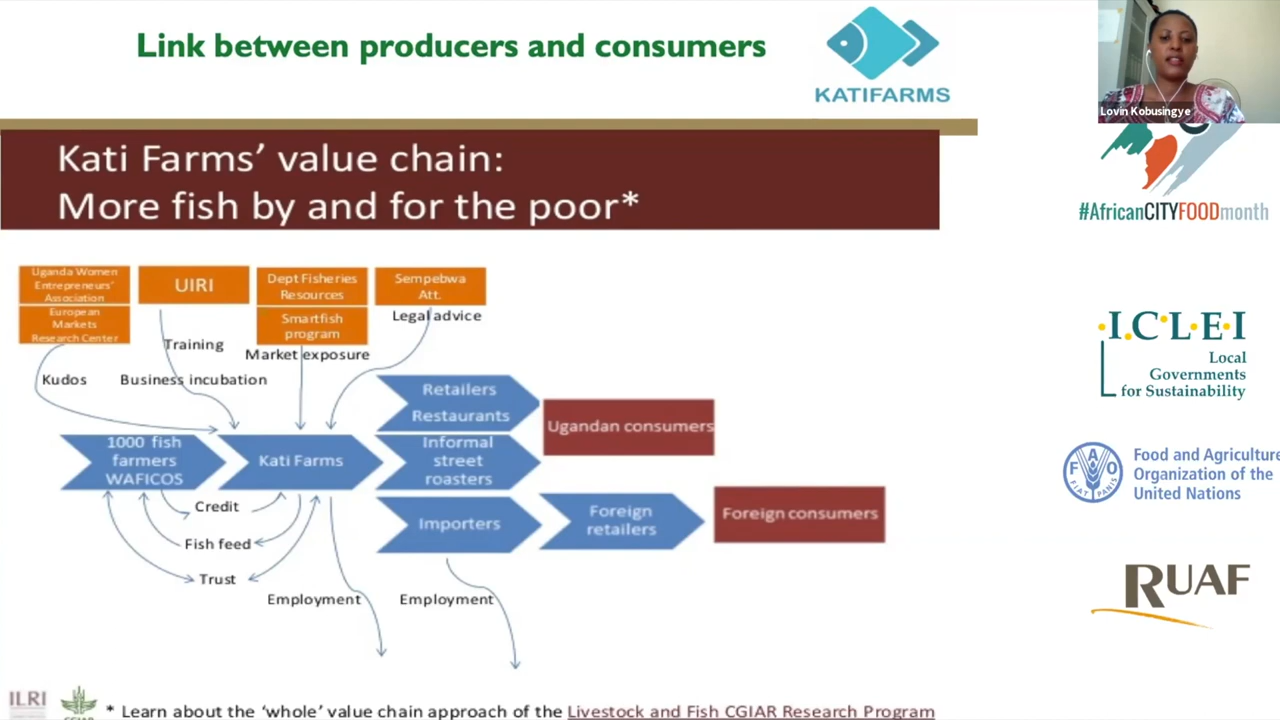 Link between producers and consumers
KATIFARMS
Lovin Kobusingye
Kati Farms’ value chain:
More fish by and for the poor*
#AfricanCITYFOODmonth
Uganda Women
Entrepreneurs’
Association
European
Markets
Research Center
UIRI
Dept Fisheries
Resources
Smartfish
program
Sempebwa
Att.
Legal advice
Training
Market exposure
Kudos
Business incubation
Retailers
Restaurants
Ugandan consumers
1000 fish
farmers
WAFICOS
Kati Farms
Informal
street
roasters
Credit
Importers
Foreign
retailers
Foreign consumers
Fish feed
Trust
Employment
Employment
I.C.L.E.I
Local
Governments
for Sustainability
FAO
FIAT PANIS
Food and Agriculture
Organization of the
United Nations
RUAF
ILRI
CGIAR
* Learn about the ‘whole’ value chain approach of the Livestock and Fish CGIAR Research Program